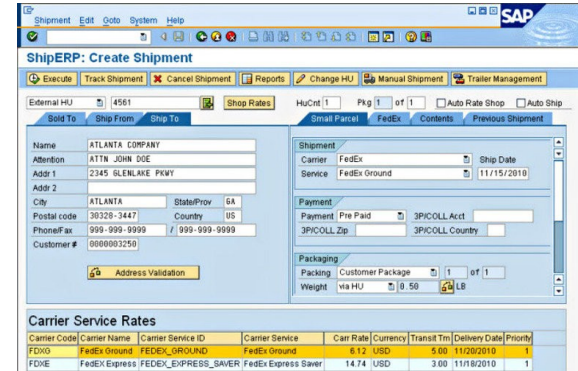 Shipment Edit Goto System Help
SAP
ShipERP: Create Shipment
Execute Track Shipment Cancel Shipment Reports Change HU Manual Shipment Trailer Management
External HU 4561 Shop Rates HuCnt 1 Pkg 1 of 1 Auto Rate Shop Auto Ship
Sold To Ship From Ship To
Small Parcel FedEx Contents Previous Shipment
Name ATLANTA COMPANY
Attention ATTN JOHN DOE
Addr 1 2345 GLENLAKE PKWY
Addr 2
City ATLANTA State/Prov GA
Postal code 30328-3447 Country US
Phone/Fax 999-999-9999 / 999-999-9999
Customer # 0000003250
Address Validation
Shipment
Carrier FedEx Ship Date
Service FedEx Ground 11/15/2010
Payment
Payment Pre Paid 3P/COLL Acct
3P/COLL Zip 3P/COLL Country
Packaging
Packing Customer Package 1 of 1
Weight via HU 0.50 LB
Carrier Service Rates
Carrier Code Carrier Name Carrier Service ID Carrier Service Carr Rate Currency Transit Tm Delivery Date Priority
FDXG FedEx Ground FEDEX_GROUND FedEx Ground 6.12 USD 5.00 11/20/2010 1
FDXE FedEx Express FEDEX_EXPRESS_SAVER FedEx Express Saver 14.74 USD 3.00 11/18/2010 1